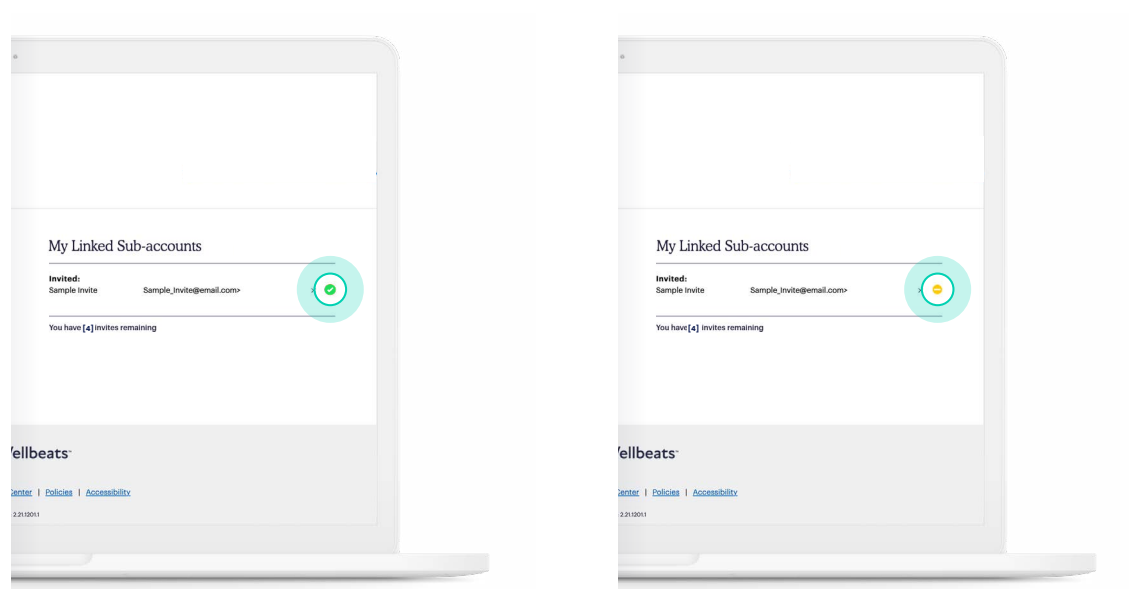 My Linked Sub-accounts
Invited:
Sample Invite Sample_Invite@email.com>
You have [4] invites remaining
ellbeats™
Center | Policies | Accessibility
2.21.1201.1
My Linked Sub-accounts
Invited:
Sample Invite Sample_Invite@email.com>
You have [4] invites remaining
ellbeats™
Center | Policies | Accessibility
2.21.1201.1